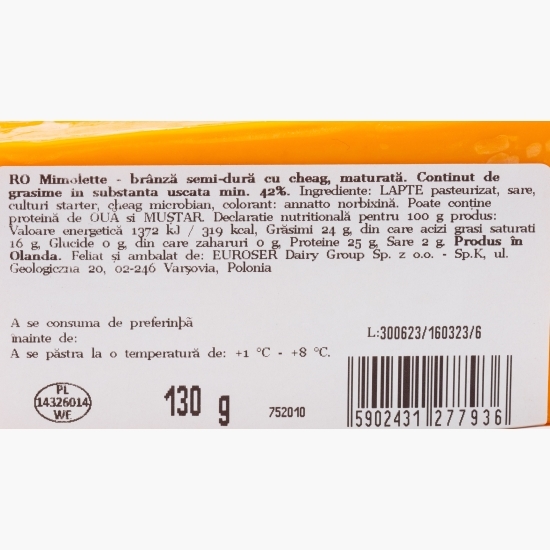 RO Mimolette - brânză semi-dură cu cheag, maturată. Continut de
grasime in substanta uscata min. 42%. Ingrediente: LAPTE pasteurizat, sare,
culturi starter, cheag microbian, colorant: annatto norbixină. Poate conține
proteină de OUĂ si MUȘTAR. Declaratie nutritională pentru 100 g produs:
Valoare energetică 1372 kJ / 319 kcal, Grăsimi 24 g, din care acizi grasi saturati
16 g, Glucide 0 g, din care zaharuri 0 g, Proteine 25 g, Sare 2 g. Produs în
Olanda. Feliat și ambalat de: EUROSER Dairy Group Sp. z o.o. - Sp.K, ul.
Geologiczna 20, 02-246 Varșovia, Polonia
A se consuma de preferință
înainte de:
A se păstra la o temperatură de: +1 °C - +8 °C.
L:300623/160323/6
PL
14326014
WE
130 g
752010
5902431 277936